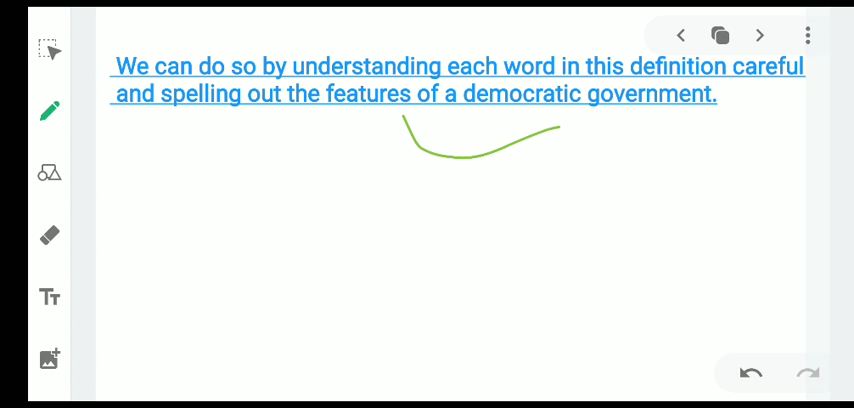 We can do so by understanding each word in this definition careful
and spelling out the features of a democratic government.
TT